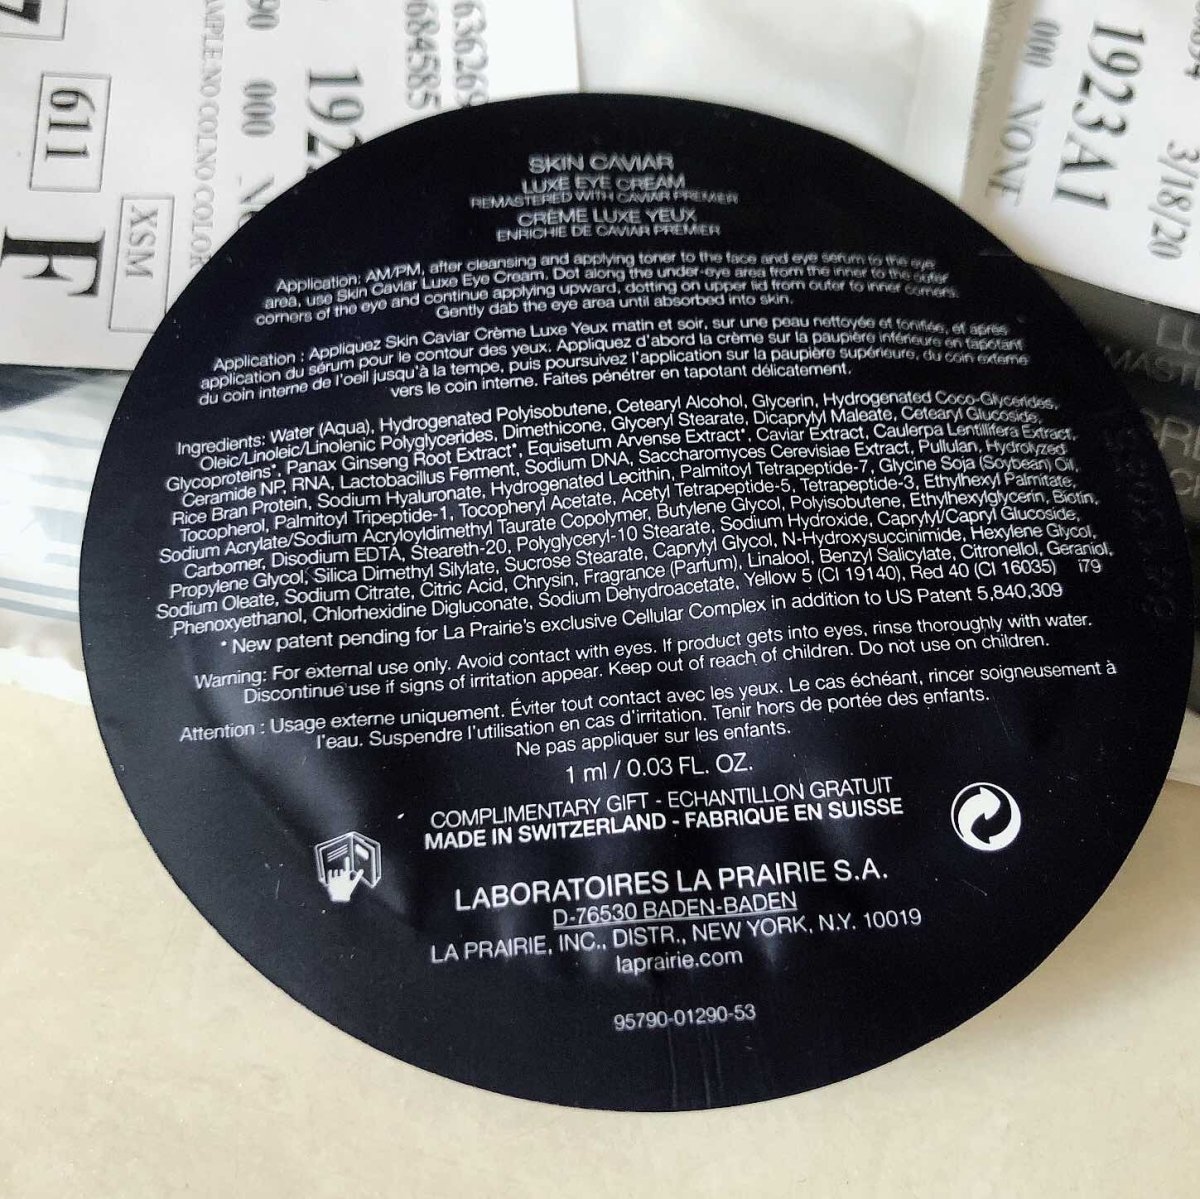 611
XSM
F
000
1923A1
000 NONE
3/18/20
SKIN CAVIAR
LUXE EYE CREAM
REMASTERED WITH CAVIAR PREMIER
CRÈME LUXE YEUX
ENRICHIE DE CAVIAR PREMIER
Application: AM/PM, after cleansing and applying toner to the face and eye serum to the eye
area, use Skin Caviar Luxe Eye Cream. Dot along the under-eye area from the inner to the outer
corners of the eye and continue applying upward, dotting on upper lid from outer to inner corners.
Gently dab the eye area until absorbed into skin.
Application : Appliquez Skin Caviar Crème Luxe Yeux matin et soir, sur une peau nettoyée et tonifiée, et après
application du sérum pour le contour des yeux. Appliquez d'abord la crème sur la paupière inférieure en tapotant
du coin interne de l'oeil jusqu'à la tempe, puis poursuivez l'application sur la paupière supérieure, du coin externe
vers le coin interne. Faites pénétrer en tapotant délicatement.
Ingredients: Water (Aqua), Hydrogenated Polyisobutene, Cetearyl Alcohol, Glycerin, Hydrogenated Coco-Glycerides,
Oleic/Linoleic/Linolenic Polyglycerides, Dimethicone, Glyceryl Stearate, Dicaprylyl Maleate, Cetearyl Glucoside,
Glycoproteins*, Panax Ginseng Root Extract*, Equisetum Arvense Extract*, Caviar Extract, Caulerpa Lentillifera Extract,
Ceramide NP, RNA, Lactobacillus Ferment, Sodium DNA, Saccharomyces Cerevisiae Extract, Pullulan, Hydrolyzed
Rice Bran Protein, Sodium Hyaluronate, Hydrogenated Lecithin, Palmitoyl Tetrapeptide-7, Glycine Soja (Soybean) Oil,
Tocopherol, Palmitoyl Tripeptide-1, Tocopheryl Acetate, Acetyl Tetrapeptide-5, Tetrapeptide-3, Ethylhexyl Palmitate,
Sodium Acrylate/Sodium Acryloyldimethyl Taurate Copolymer, Butylene Glycol, Polyisobutene, Ethylhexylglycerin, Biotin,
Carbomer, Disodium EDTA, Steareth-20, Polyglyceryl-10 Stearate, Sodium Hydroxide, Caprylyl/Capryl Glucoside,
Propylene Glycol, Silica Dimethyl Silylate, Sucrose Stearate, Caprylyl Glycol, N-Hydroxysuccinimide, Hexylene Glycol,
Sodium Oleate, Sodium Citrate, Citric Acid, Chrysin, Fragrance (Parfum), Linalool, Benzyl Salicylate, Citronellol, Geraniol,
Phenoxyethanol, Chlorhexidine Digluconate, Sodium Dehydroacetate, Yellow 5 (CI 19140), Red 40 (CI 16035) i79
* New patent pending for La Prairie's exclusive Cellular Complex in addition to US Patent 5,840,309
Warning: For external use only. Avoid contact with eyes. If product gets into eyes, rinse thoroughly with water.
Discontinue use if signs of irritation appear. Keep out of reach of children. Do not use on children.
Attention : Usage externe uniquement. Éviter tout contact avec les yeux. Le cas échéant, rincer soigneusement à
l'eau. Suspendre l'utilisation en cas d'irritation. Tenir hors de portée des enfants.
Ne pas appliquer sur les enfants.
1 ml / 0.03 FL. OZ.
COMPLIMENTARY GIFT - ECHANTILLON GRATUIT
MADE IN SWITZERLAND - FABRIQUE EN SUISSE
LABORATOIRES LA PRAIRIE S.A.
D-76530 BADEN-BADEN
LA PRAIRIE, INC., DISTR., NEW YORK, N.Y. 10019
laprairie.com
95790-01290-53